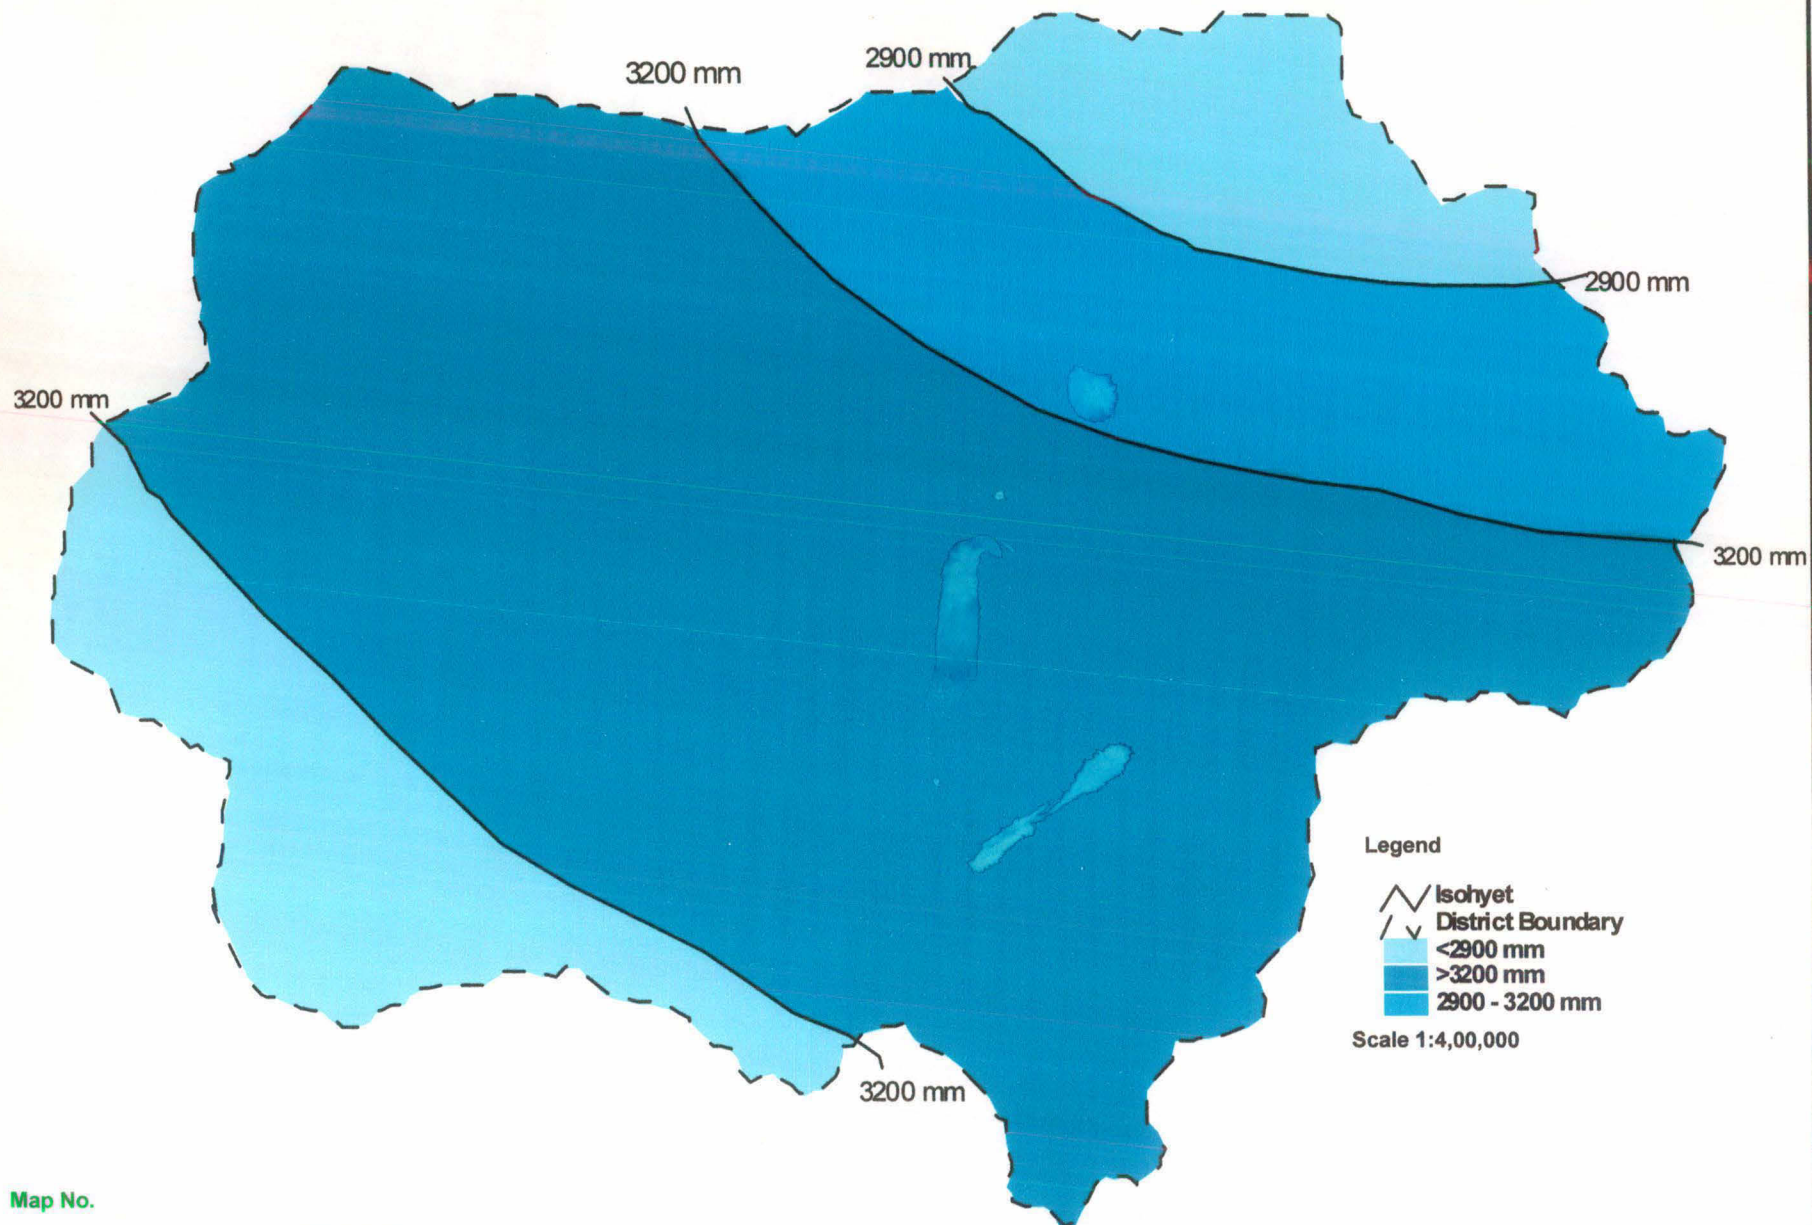 2900 mm
3200 mm
2900 mm
3200 mm
3200 mm
Legend
Isohyet
District Boundary
<2900 mm
>3200 mm
2900 - 3200 mm
Scale 1:4,00,000
3200 mm
Map No.